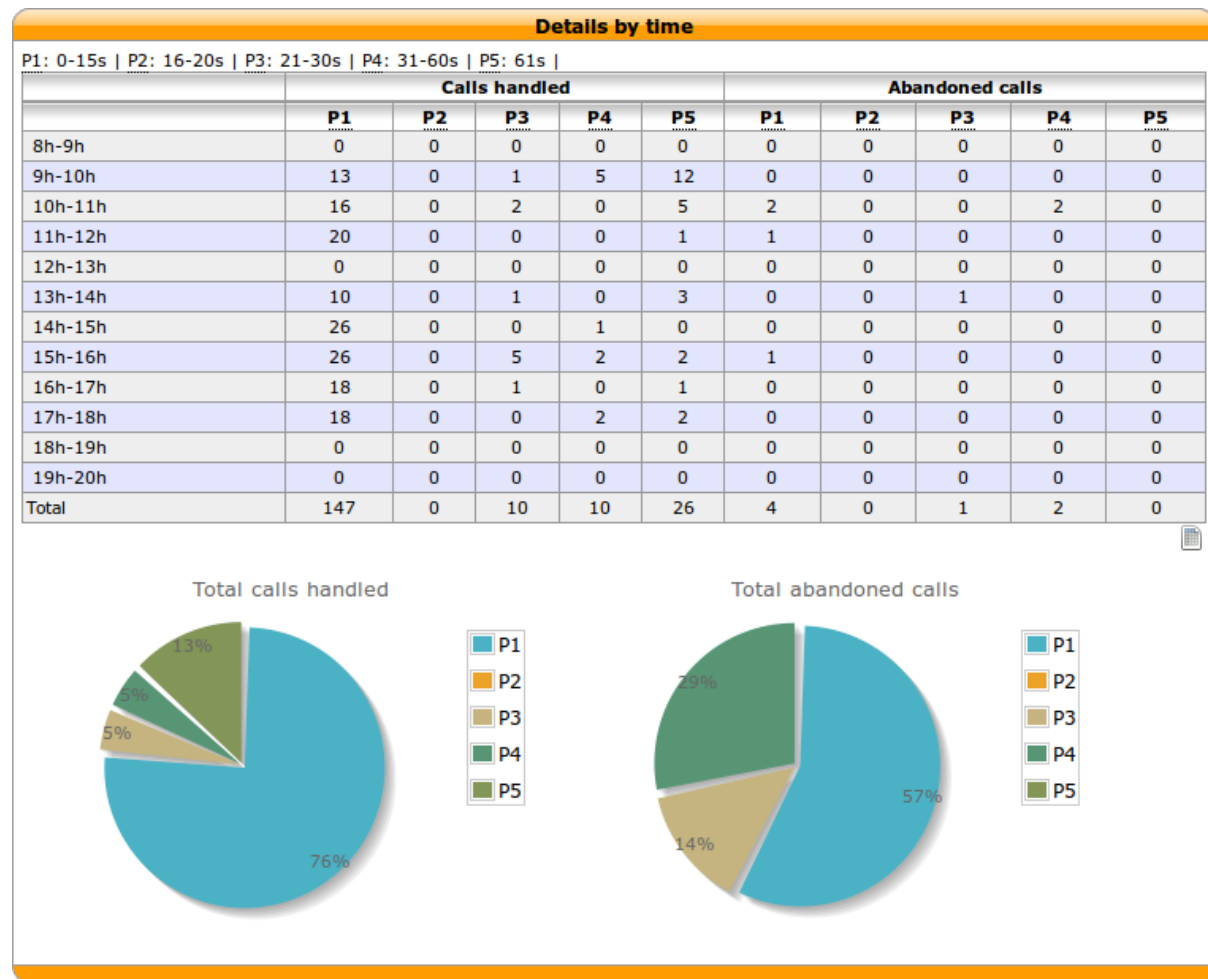 Details by time
P1: 0-15s | P2: 16-20s | P3: 21-30s | P4: 31-60s | P5: 61s |
Calls handled Abandoned calls
P1 P2 P3 P4 P5 P1 P2 P3 P4 P5
8h-9h 0 0 0 0 0 0 0 0 0 0
9h-10h 13 0 1 5 12 0 0 0 0 0
10h-11h 16 0 2 0 5 2 0 0 2 0
11h-12h 20 0 0 0 1 1 0 0 0 0
12h-13h 0 0 0 0 0 0 0 0 0 0
13h-14h 10 0 1 0 3 0 0 1 0 0
14h-15h 26 0 0 1 0 0 0 0 0 0
15h-16h 26 0 5 2 2 1 0 0 0 0
16h-17h 18 0 1 0 1 0 0 0 0 0
17h-18h 18 0 0 2 2 0 0 0 0 0
18h-19h 0 0 0 0 0 0 0 0 0 0
19h-20h 0 0 0 0 0 0 0 0 0 0
Total 147 0 10 10 26 4 0 1 2 0
Total calls handled
13%
5%
5%
76%
P1
P2
P3
P4
P5
Total abandoned calls
29%
57%
14%
P1
P2
P3
P4
P5